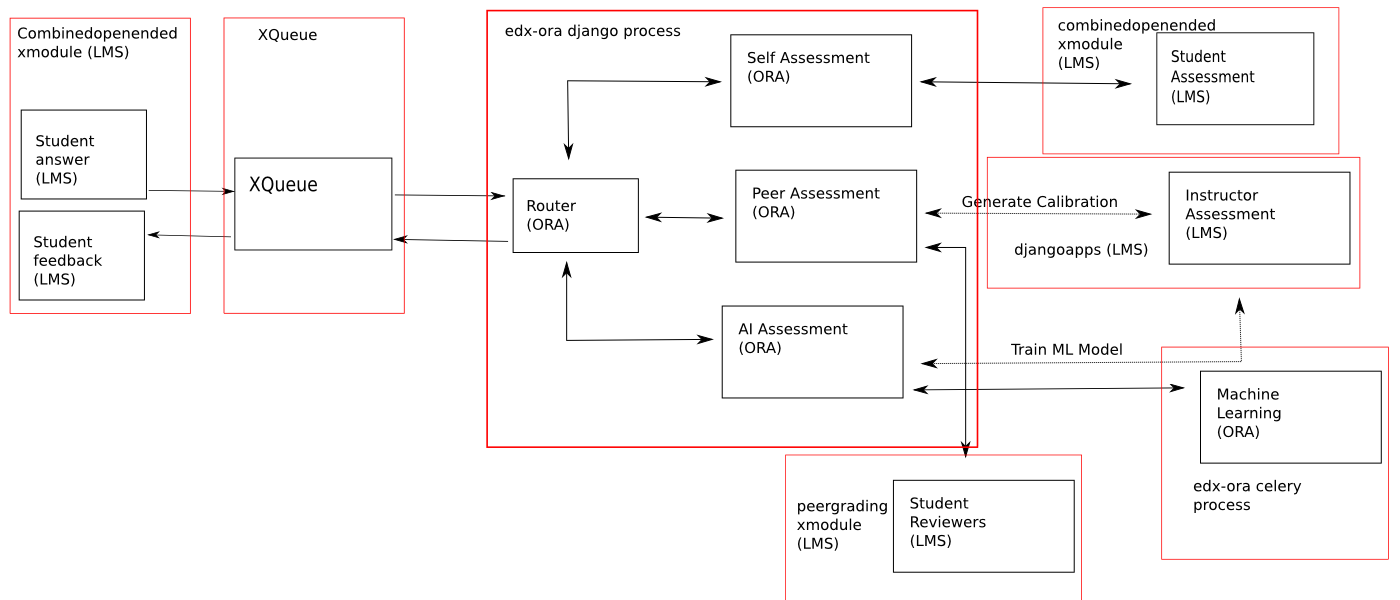 Combinedopenended
xmodule (LMS)
Student
answer
(LMS)
Student
feedback
(LMS)
XQueue
XQueue
edx-ora django process
Router
(ORA)
Self Assessment
(ORA)
Peer Assessment
(ORA)
AI Assessment
(ORA)
combinedopenended
xmodule
(LMS)
Student
Assessment
(LMS)
Generate Calibration
djangoapps (LMS)
Instructor
Assessment
(LMS)
Train ML Model
Machine
Learning
(ORA)
edx-ora celery
process
peergrading
xmodule
(LMS)
Student
Reviewers
(LMS)